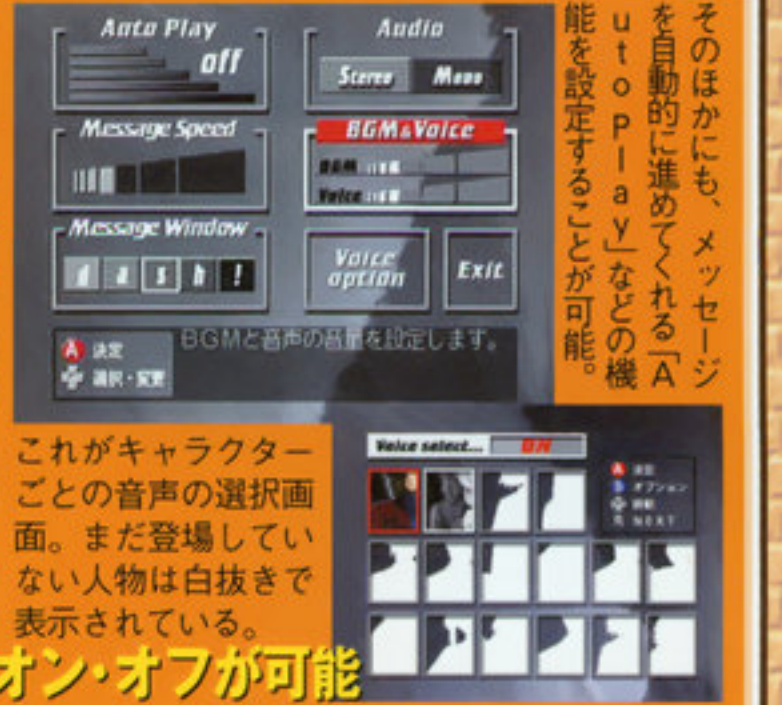 Auto Play
off
Audio
Stereo Mono
Message Speed
BGM&Voice
BGM
Voice
Message Window
d a s h !
Voice
option
Exit
A 決定
選択・変更
BGMと音声の音量を設定します。
そのほかにも、メッセージ
を自動的に進めてくれる「A
utoplay」などの機
能を設定することが可能。
これがキャラクター
ごとの音声の選択画
面。まだ登場してい
ない人物は白抜きで
表示されている。
Voice select... ON
A 決定
B オプション
移動
R NEXT
オン・オフが可能